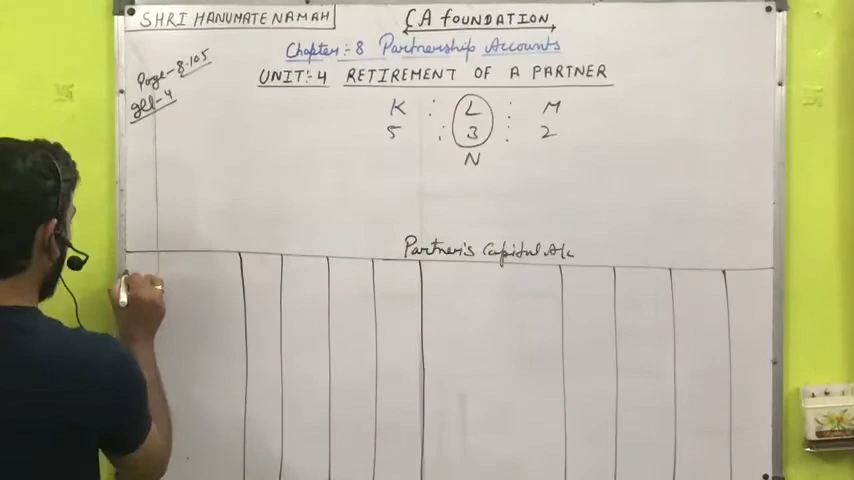 SHRI HANUMATE NAMAH
CA FOUNDATION
Chapter:- 8 Partnership Accounts
UNIT:- 4 RETIREMENT OF A PARTNER
Page - 8.105
Ill - 4
K : L : M
5 : 3 : 2
N
Partner's Capital A/c